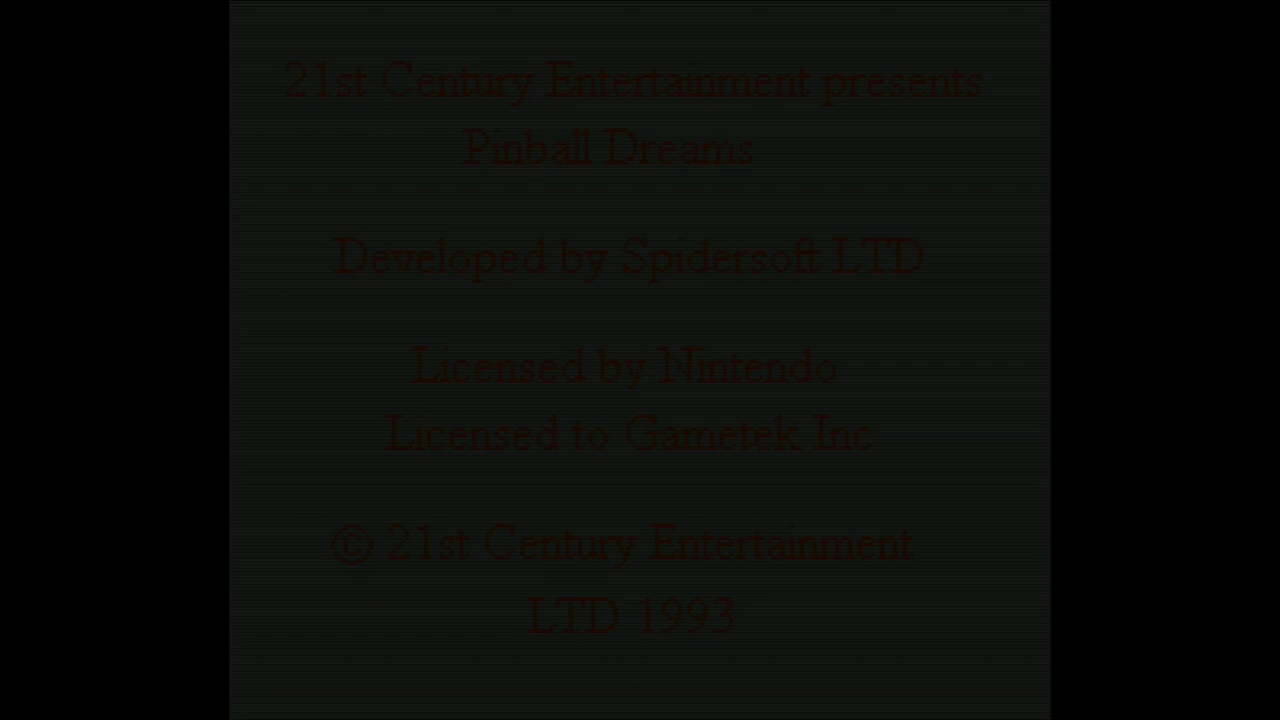 21st Century Entertainment presents
Pinball Dreams
Developed by Spidersoft LTD
Licensed by Nintendo
Licensed to Gametek Inc
© 21st Century Entertainment
LTD 1993